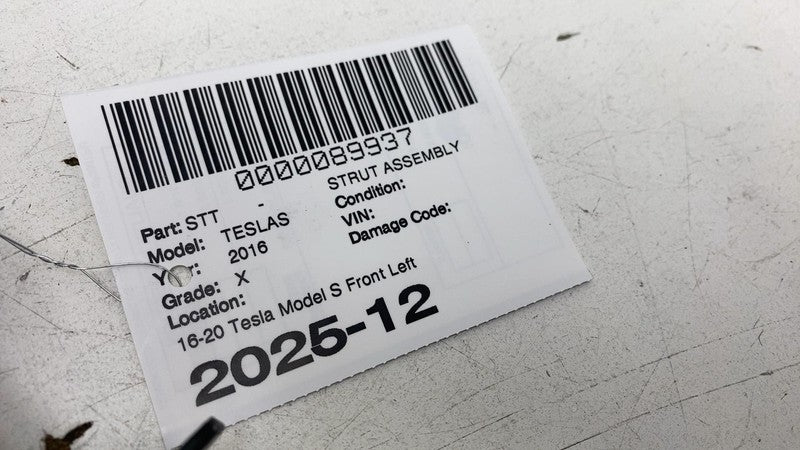 0000089937
Part: STT - STRUT ASSEMBLY
Model: TESLAS Condition:
Year: 2016 VIN:
Grade: X Damage Code:
Location:
16-20 Tesla Model S Front Left
2025-12